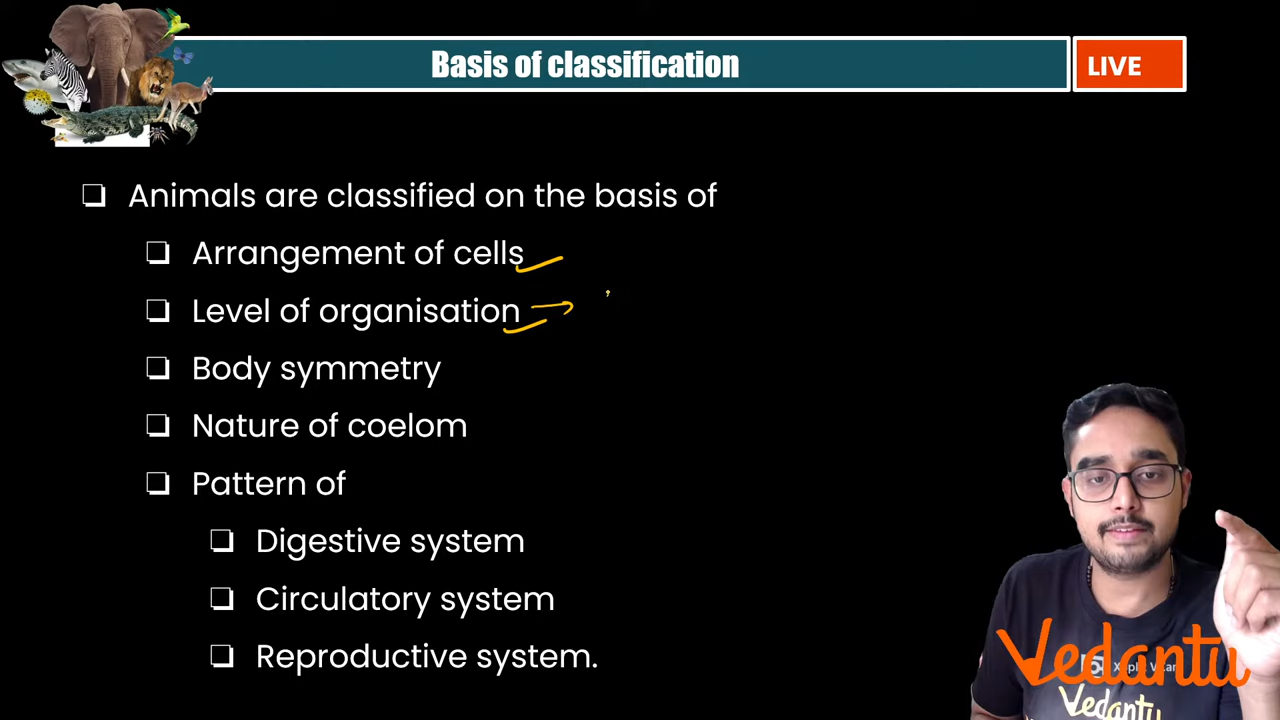 Basis of classification
LIVE
Animals are classified on the basis of
Arrangement of cells
Level of organisation
Body symmetry
Nature of coelom
Pattern of
Digestive system
Circulatory system
Reproductive system.
Vedantu
Vedantu